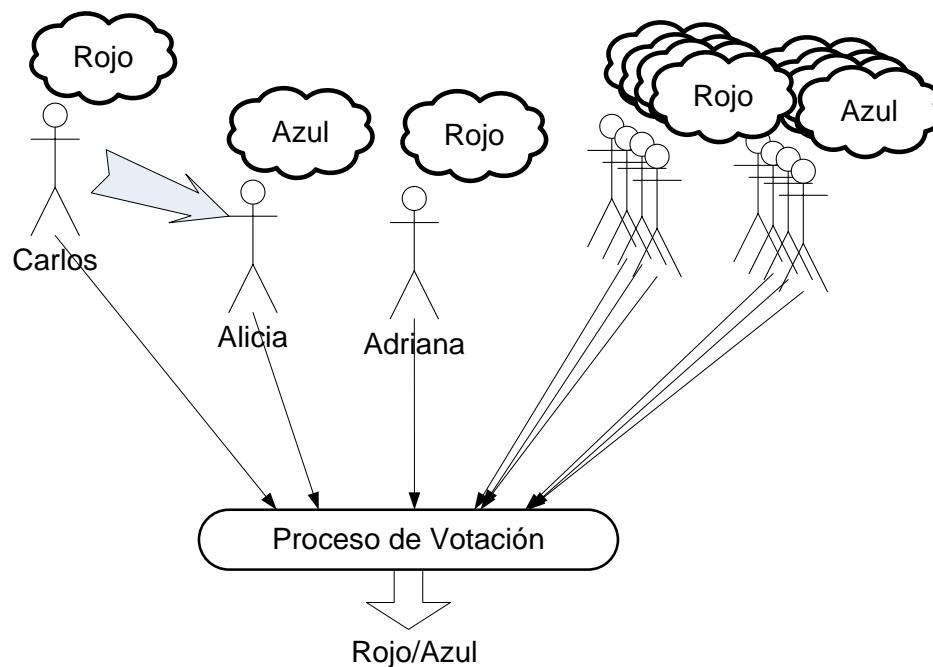 Rojo
Azul
Rojo
Rojo
Azul
Carlos
Alicia
Adriana
Proceso de Votación
Rojo/Azul